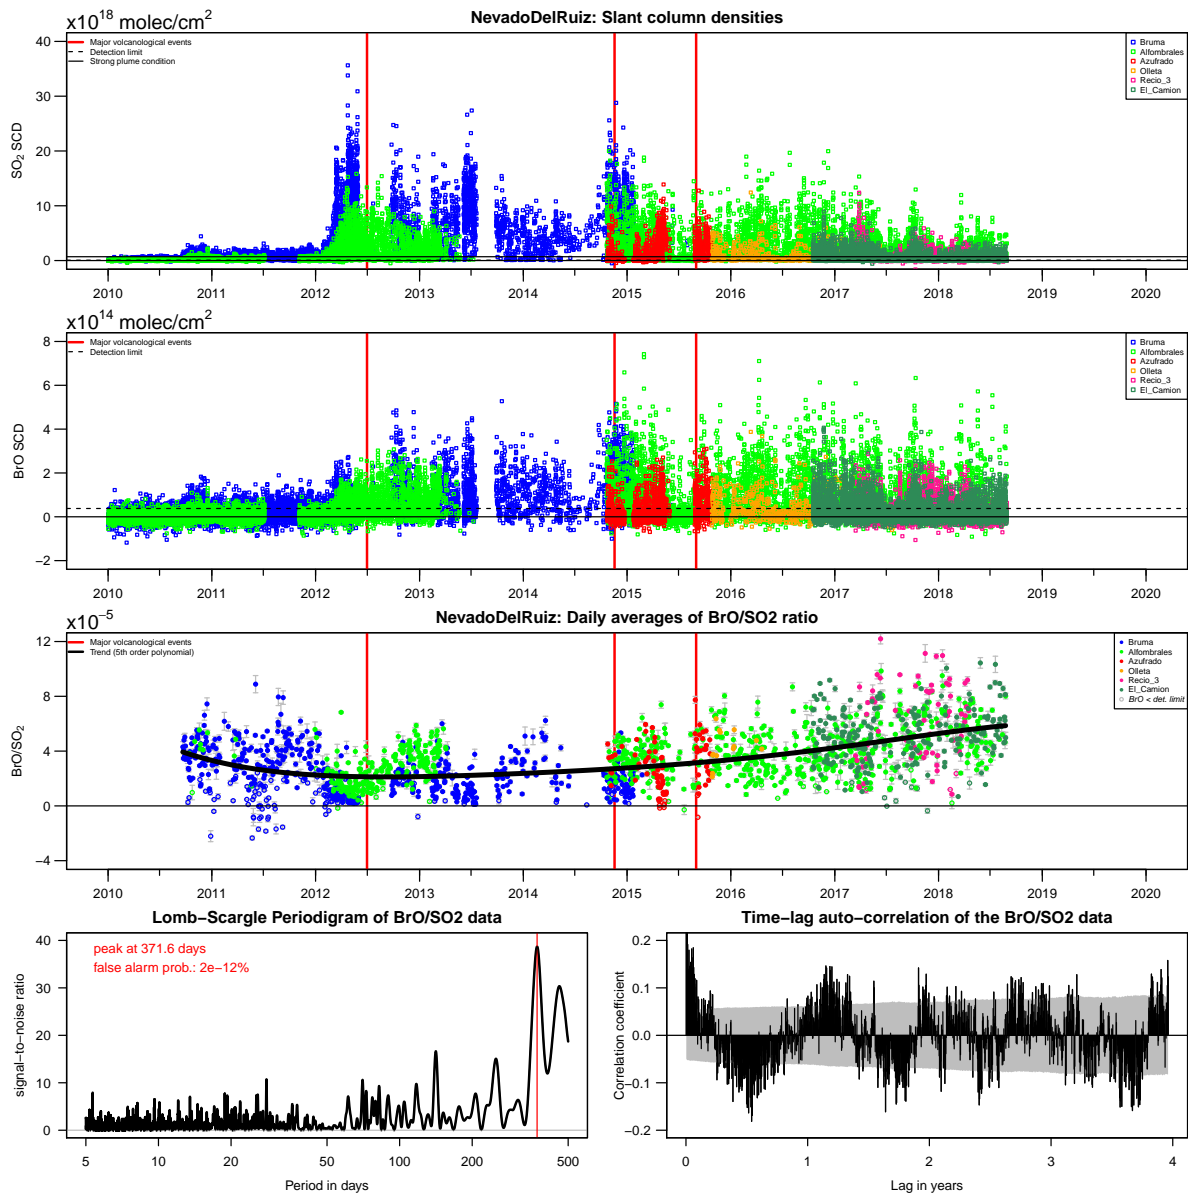 x10^18 molec/cm^2
NevadoDelRuiz: Slant column densities
SO2 SCD
40
30
20
10
0
Major volcanological events
Detection limit
Strong plume condition
Bruma
Alfombrales
Azufrado
Olleta
Recio_3
El_Camion
2010 2011 2012 2013 2014 2015 2016 2017 2018 2019 2020
x10^14 molec/cm^2
BrO SCD
8
6
4
2
0
−2
Major volcanological events
Detection limit
Bruma
Alfombrales
Azufrado
Olleta
Recio_3
El_Camion
2010 2011 2012 2013 2014 2015 2016 2017 2018 2019 2020
x10^−5
NevadoDelRuiz: Daily averages of BrO/SO2 ratio
BrO/SO2
12
8
4
0
−4
Major volcanological events
Trend (5th order polynomial)
Bruma
Alfombrales
Azufrado
Olleta
Recio_3
El_Camion
BrO < det. limit
2010 2011 2012 2013 2014 2015 2016 2017 2018 2019 2020
Lomb−Scargle Periodigram of BrO/SO2 data
signal−to−noise ratio
40
30
20
10
0
peak at 371.6 days
false alarm prob.: 2e−12%
5 10 20 50 100 200 500
Period in days
Time−lag auto−correlation of the BrO/SO2 data
Correlation coefficient
0.2
0.1
0.0
−0.1
−0.2
0 1 2 3 4
Lag in years